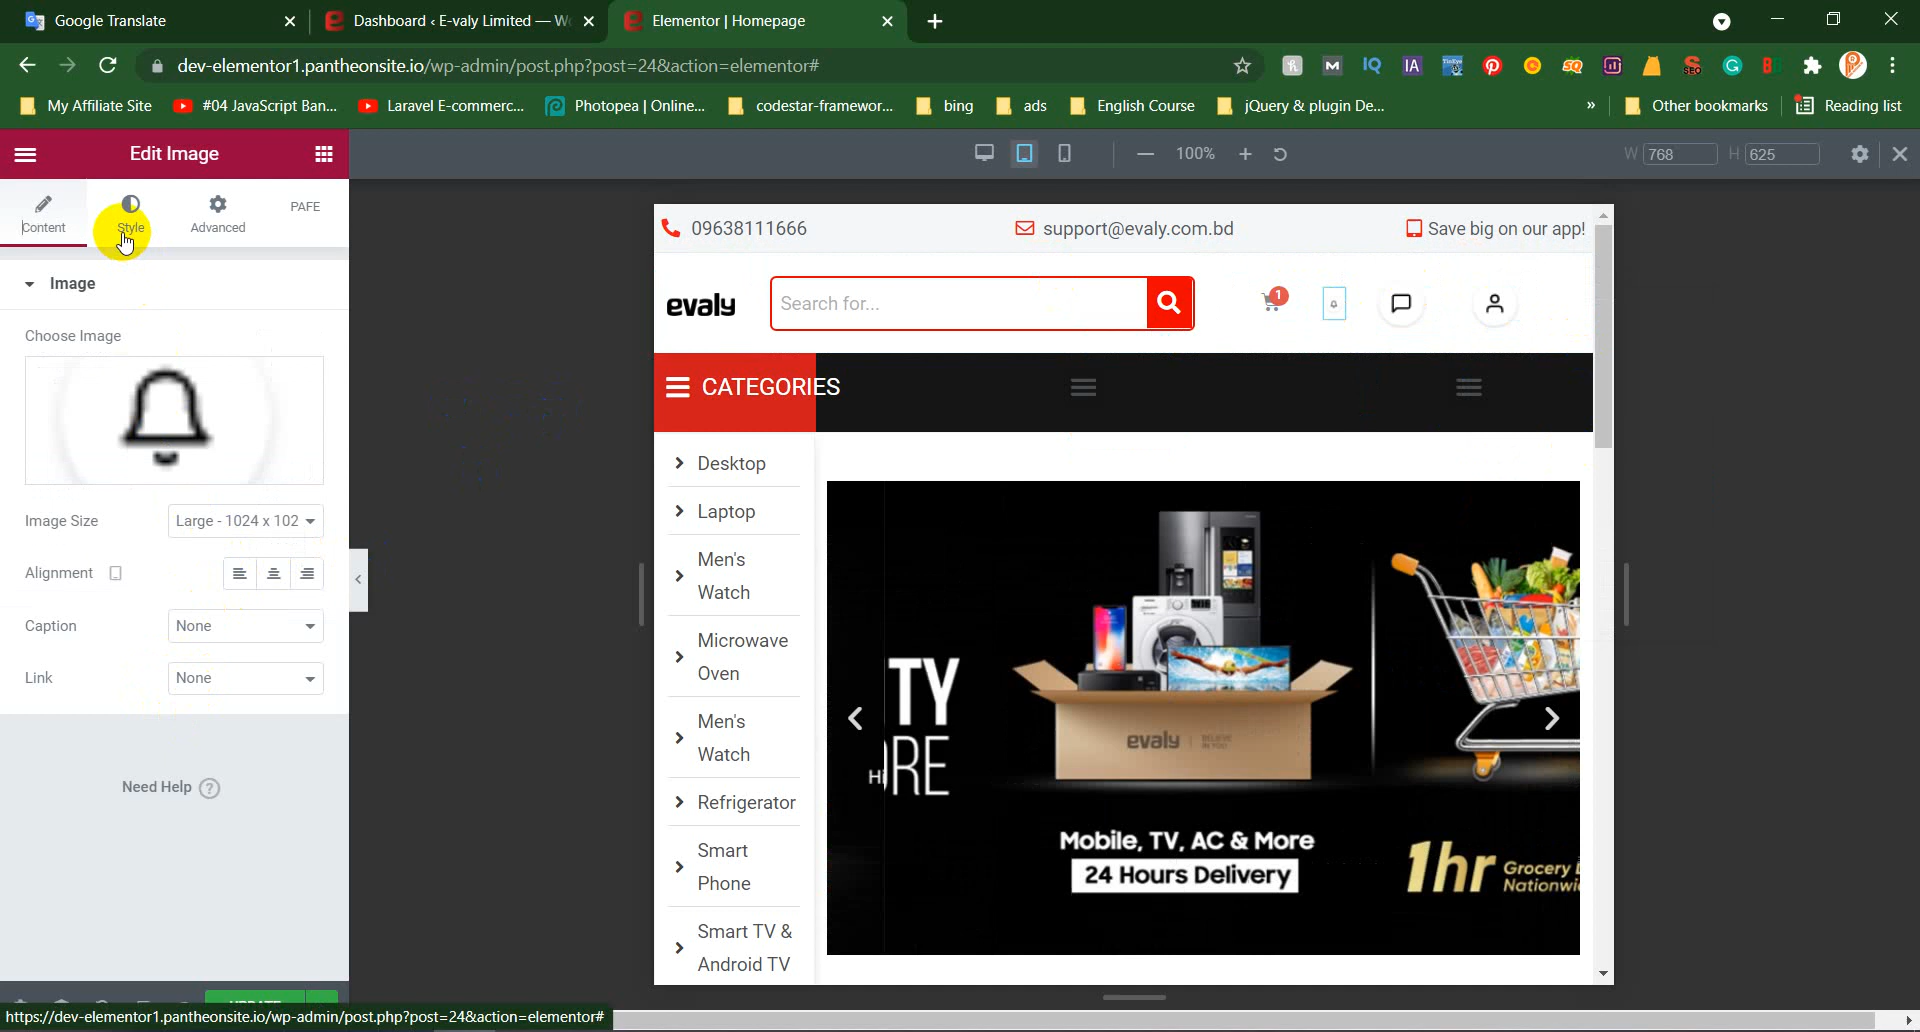 Google Translate
Dashboard ‹ E-valy Limited — W
Elementor | Homepage
dev-elementor1.pantheonsite.io/wp-admin/post.php?post=24&action=elementor#
My Affiliate Site
#04 JavaScript Ban...
Laravel E-commerc...
Photopea | Online...
codestar-framewor...
bing
ads
English Course
jQuery & plugin De...
»
Other bookmarks
Reading list
Edit Image
100%
W 768
H 625
Content
Style
Advanced
PAFE
Image
Choose Image
Image Size
Large - 1024 x 102
Alignment
Caption
None
Link
None
Need Help
UPDATE
https://dev-elementor1.pantheonsite.io/wp-admin/post.php?post=24&action=elementor#
09638111666
support@evaly.com.bd
Save big on our app!
evaly
Search for...
1
CATEGORIES
Desktop
Laptop
Men's
Watch
Microwave
Oven
Men's
Watch
Refrigerator
Smart
Phone
Smart TV &
Android TV
TY
RE
Hi
evaly
Mobile, TV, AC & More
24 Hours Delivery
1hr
Grocery
Nationwi